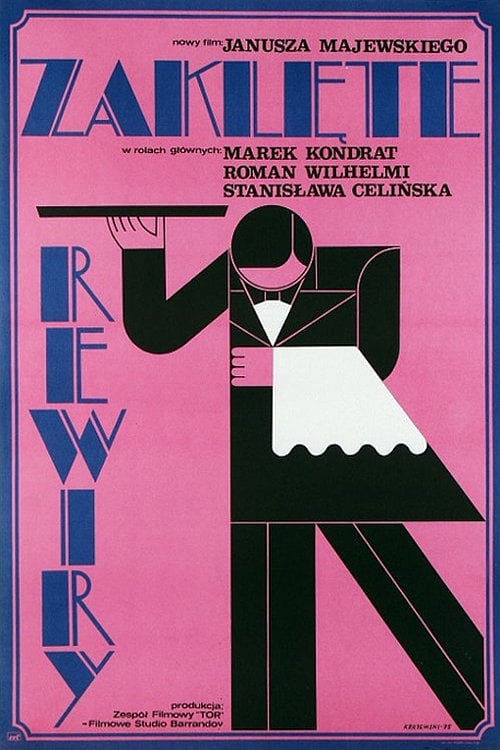 nowy film: JANUSZA MAJEWSKIEGO
ZAKLĘTE
w rolach głównych: MAREK KONDRAT
ROMAN WILHELMI
STANISŁAWA CELIŃSKA
REWIRY
produkcja:
Zespół Filmowy "TOR"
-Filmowe Studio Barrandov